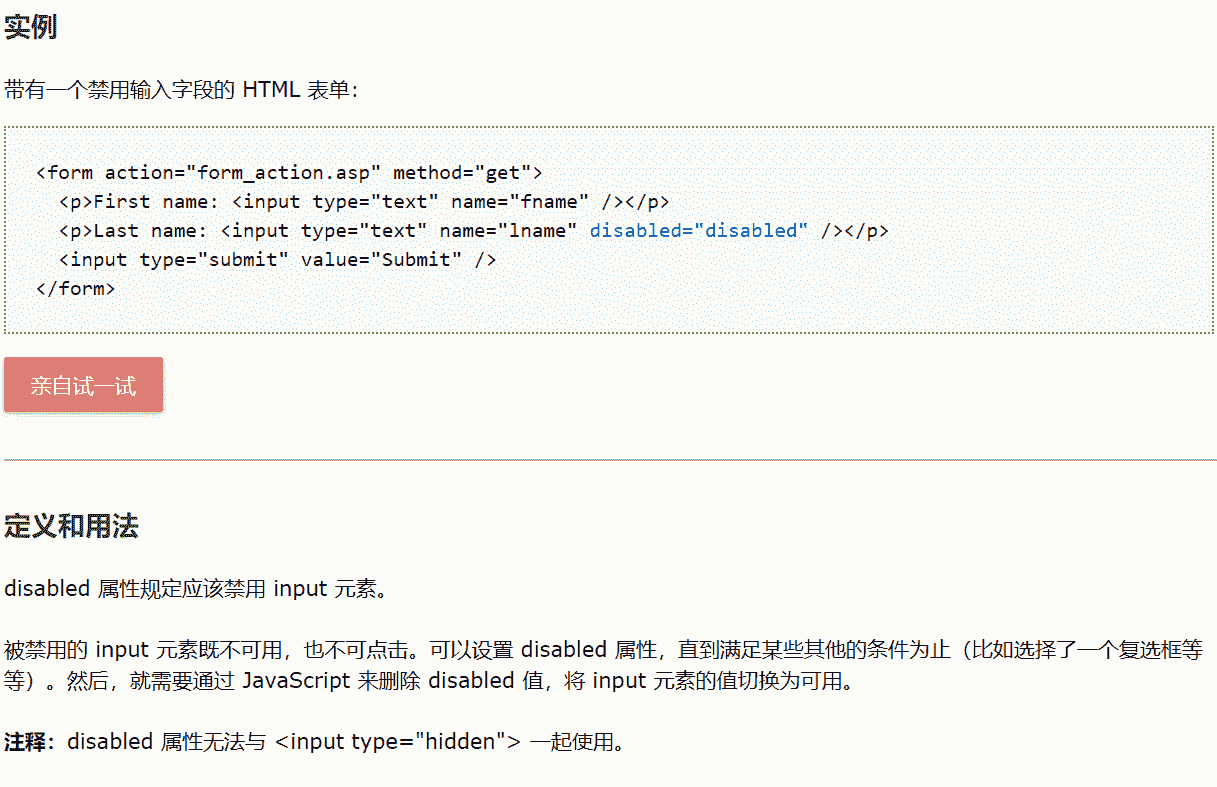 实例
带有一个禁用输入字段的 HTML 表单：
<form action="form_action.asp" method="get">
  <p>First name: <input type="text" name="fname" /></p>
  <p>Last name: <input type="text" name="lname" disabled="disabled" /></p>
  <input type="submit" value="Submit" />
</form>
亲自试一试
定义和用法
disabled 属性规定应该禁用 input 元素。
被禁用的 input 元素既不可用，也不可点击。可以设置 disabled 属性，直到满足某些其他的条件为止（比如选择了一个复选框等
等）。然后，就需要通过 JavaScript 来删除 disabled 值，将 input 元素的值切换为可用。
注释：disabled 属性无法与 <input type="hidden"> 一起使用。